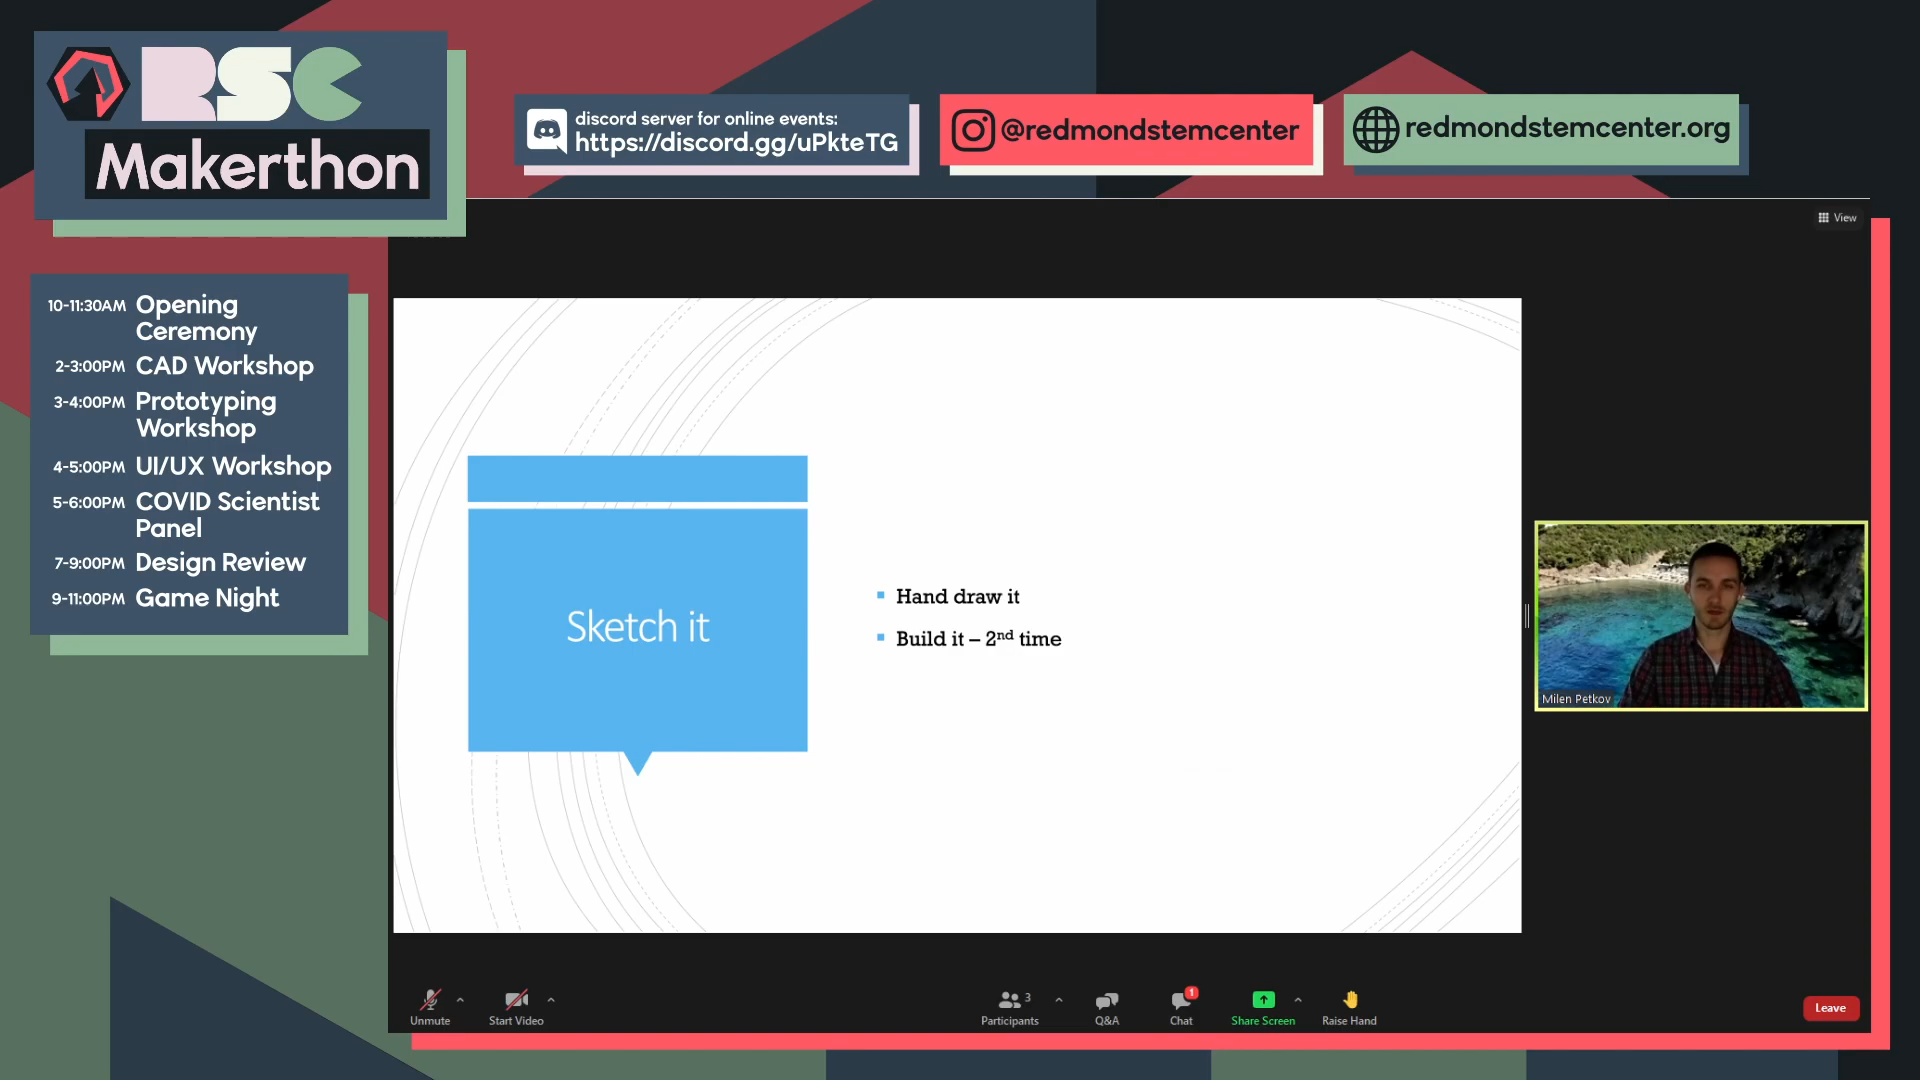 RSC
Makerthon
discord server for online events:
https://discord.gg/uPkteTG
@redmondstemcenter
redmondstemcenter.org
View
10-11:30AM Opening
Ceremony
2-3:00PM CAD Workshop
3-4:00PM Prototyping
Workshop
4-5:00PM UI/UX Workshop
5-6:00PM COVID Scientist
Panel
7-9:00PM Design Review
9-11:00PM Game Night
Sketch it
Hand draw it
Build it – 2nd time
Milen Petkov
Unmute
Start Video
Participants
3
Q&A
Chat
1
Share Screen
Raise Hand
Leave